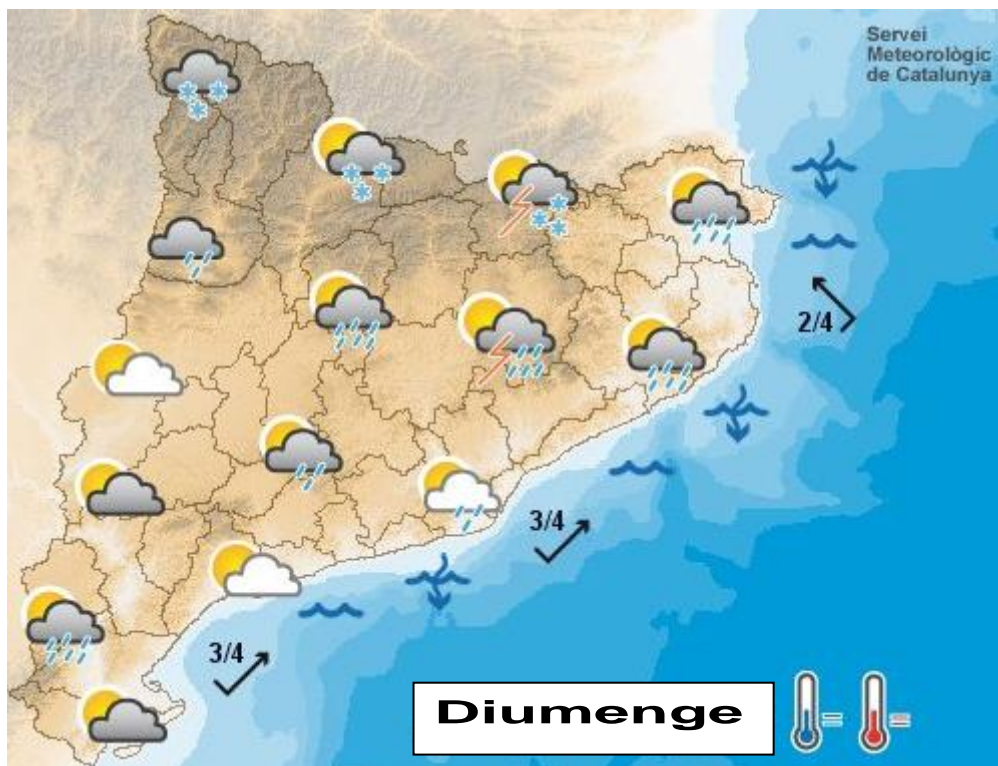 Servei
Meteorològic
de Catalunya
2/4
3/4
3/4
Diumenge
= =